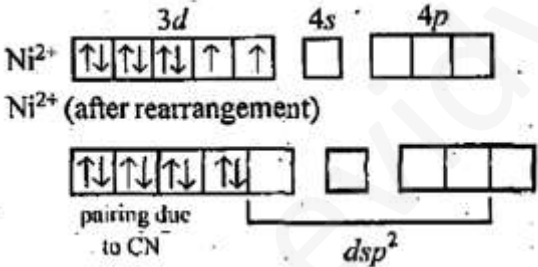 3d 4s 4p
Ni²⁺ ↑↓ ↑↓ ↑↓ ↑ ↑
Ni²⁺ (after rearrangement)
↑↓ ↑↓ ↑↓ ↑↓
pairing due
to CN⁻
dsp²